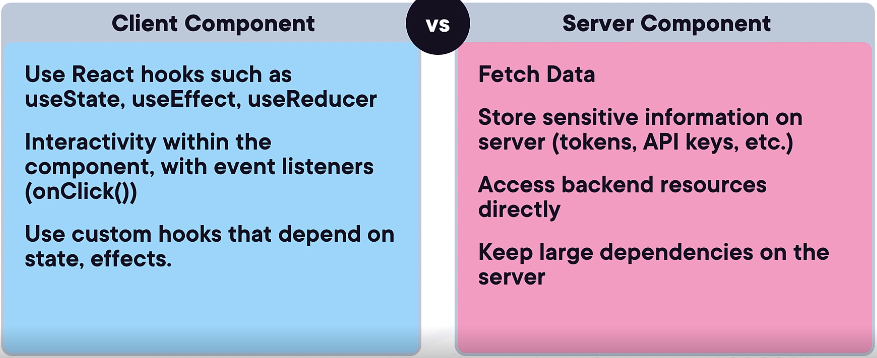 Client Component
vs
Server Component
Use React hooks such as
useState, useEffect, useReducer
Interactivity within the
component, with event listeners
(onClick())
Use custom hooks that depend on
state, effects.
Fetch Data
Store sensitive information on
server (tokens, API keys, etc.)
Access backend resources
directly
Keep large dependencies on the
server